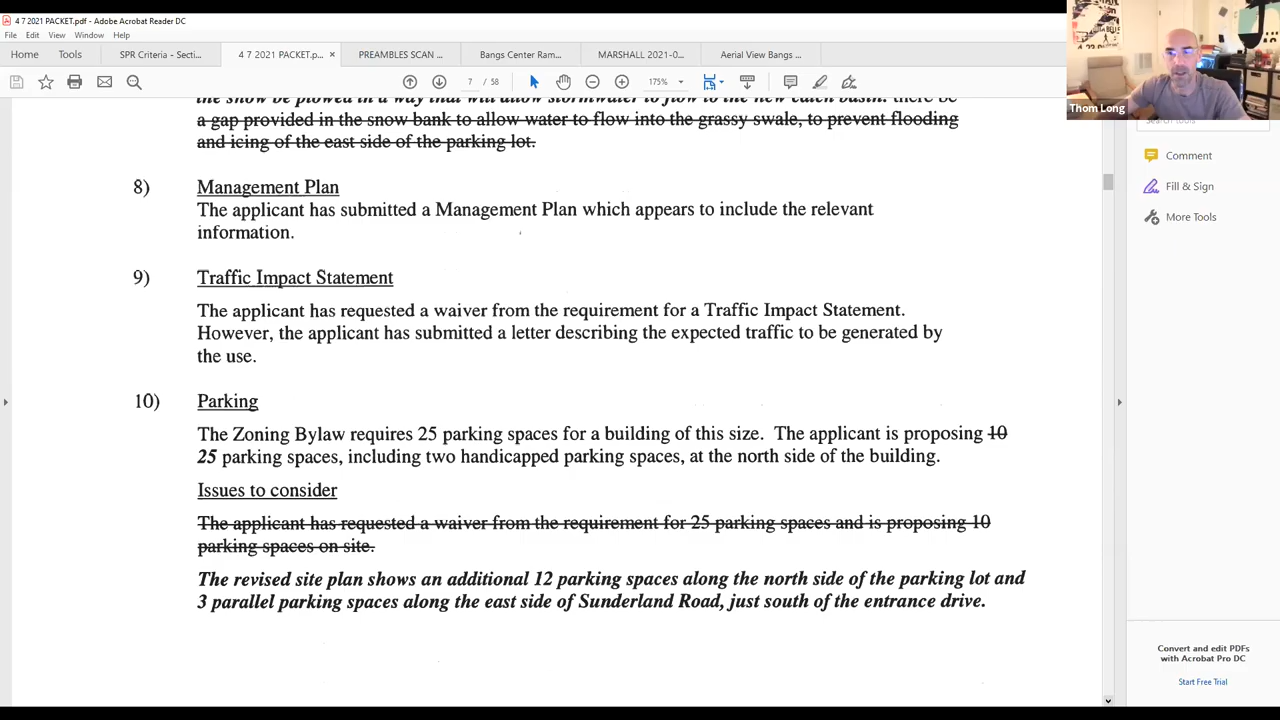 4 7 2021 PACKET.pdf - Adobe Acrobat Reader DC
File Edit View Window Help
Home Tools SPR Criteria - Secti... 4 7 2021 PACKET.p... × PREAMBLE SCAN ... Bangs Center Ram... MARSHALL 2021-0... Aerial View Bangs ...
7 / 58 175%
Thom Long
Search tools
Comment
Fill & Sign
More Tools
the snow be plowed in a way that will allow stormwater to flow to the new catch basin. there be
a gap provided in the snow bank to allow water to flow into the grassy swale, to prevent flooding
and icing of the east side of the parking lot.
8) Management Plan
The applicant has submitted a Management Plan which appears to include the relevant
information.
9) Traffic Impact Statement
The applicant has requested a waiver from the requirement for a Traffic Impact Statement.
However, the applicant has submitted a letter describing the expected traffic to be generated by
the use.
10) Parking
The Zoning Bylaw requires 25 parking spaces for a building of this size. The applicant is proposing 10
25 parking spaces, including two handicapped parking spaces, at the north side of the building.
Issues to consider
The applicant has requested a waiver from the requirement for 25 parking spaces and is proposing 10
parking spaces on site.
The revised site plan shows an additional 12 parking spaces along the north side of the parking lot and
3 parallel parking spaces along the east side of Sunderland Road, just south of the entrance drive.
Convert and edit PDFs
with Acrobat Pro DC
Start Free Trial